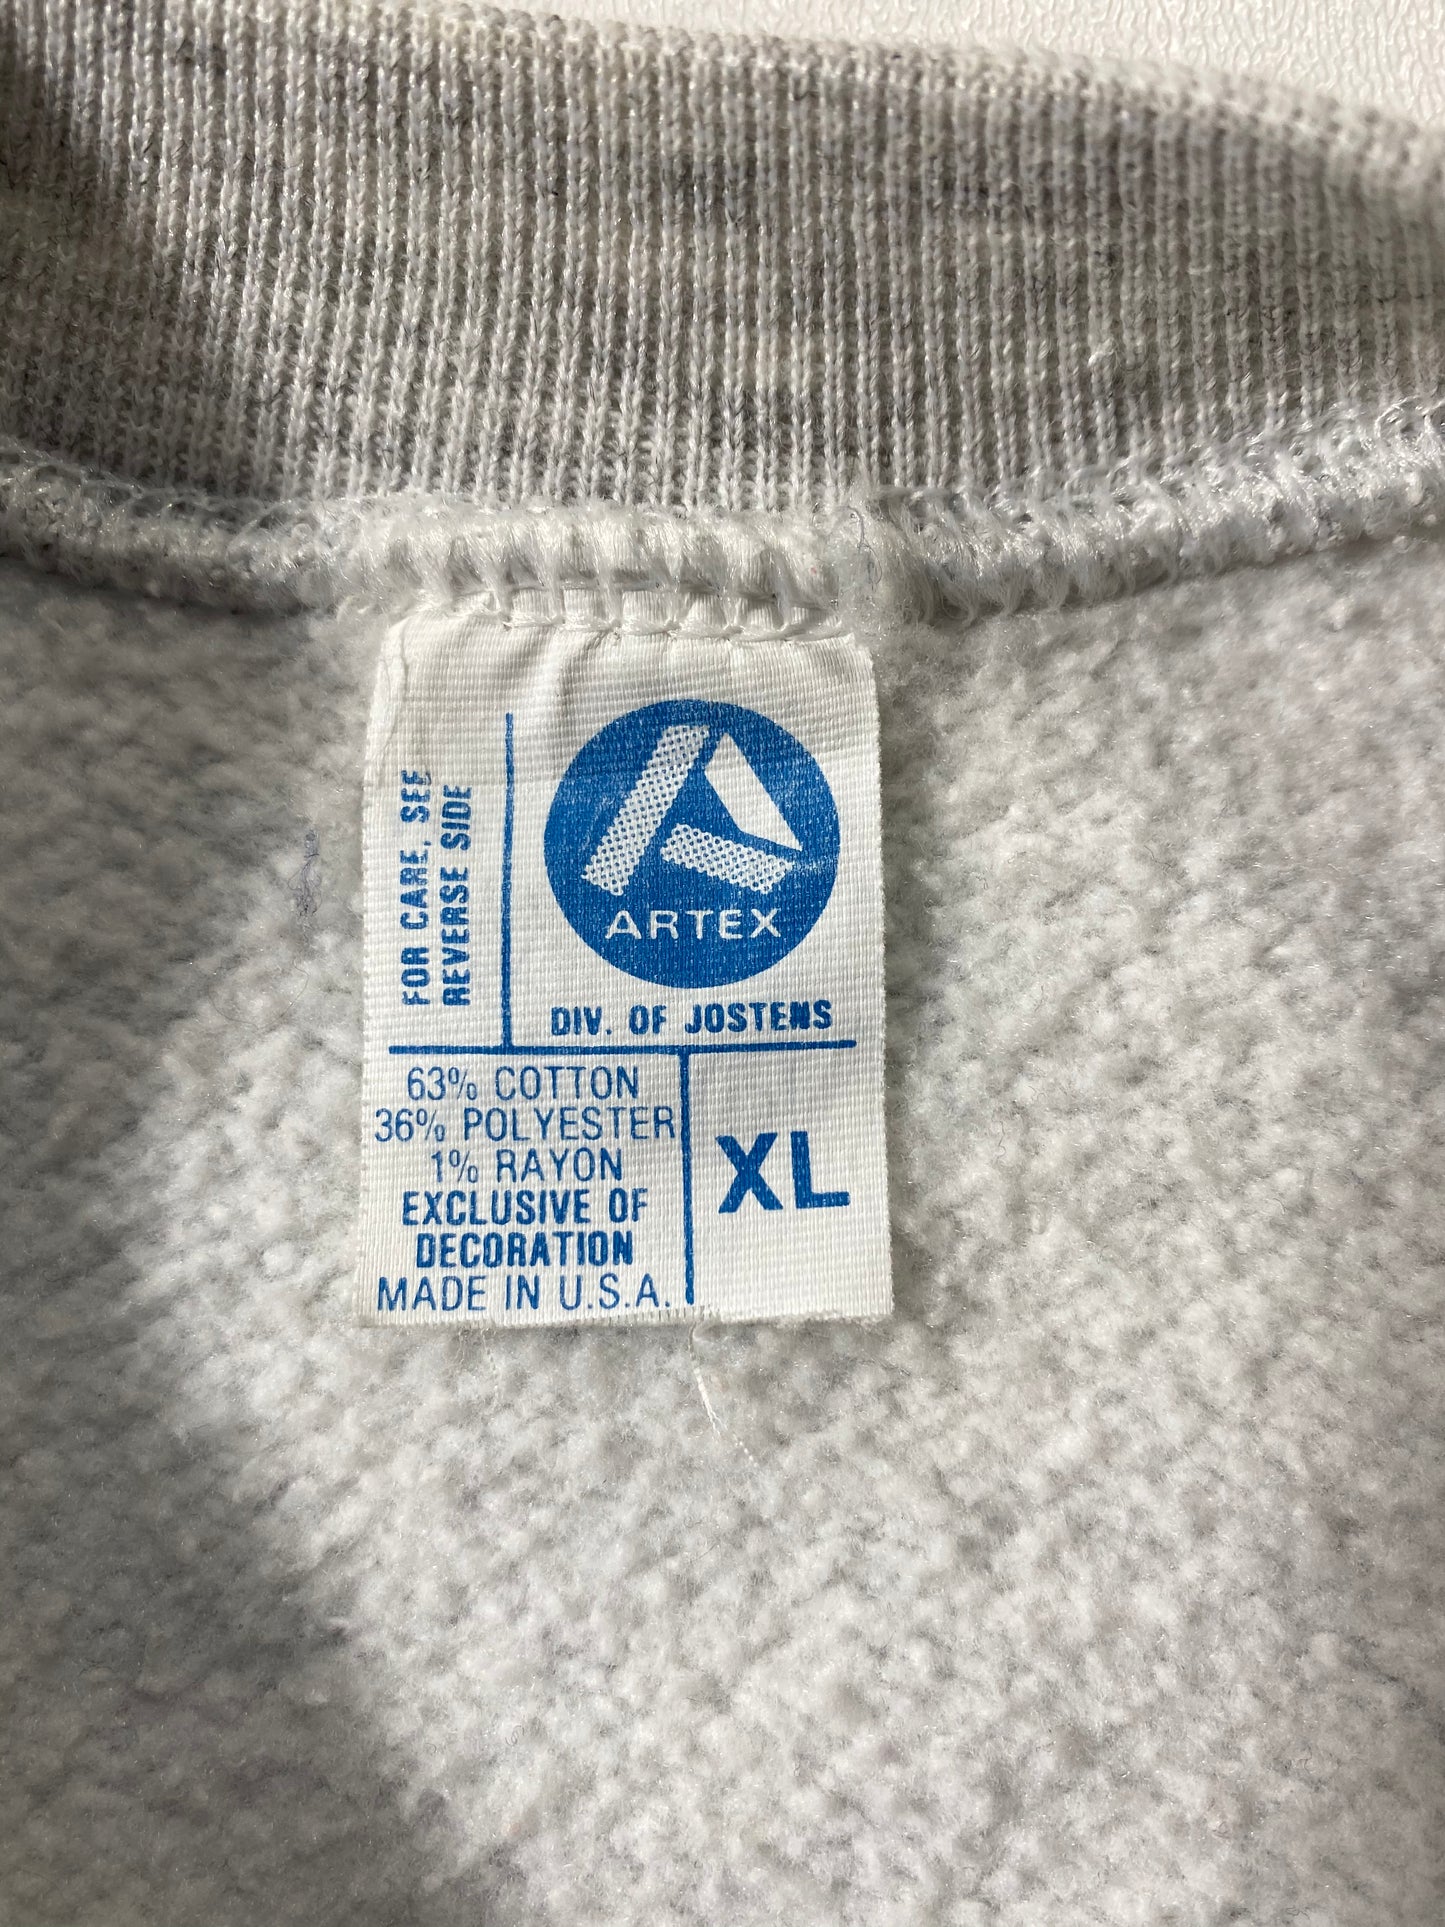 FOR CARE, SEE
REVERSE SIDE
ARTEX
DIV. OF JOSTENS
63% COTTON
36% POLYESTER
1% RAYON
EXCLUSIVE OF
DECORATION
MADE IN U.S.A.
XL